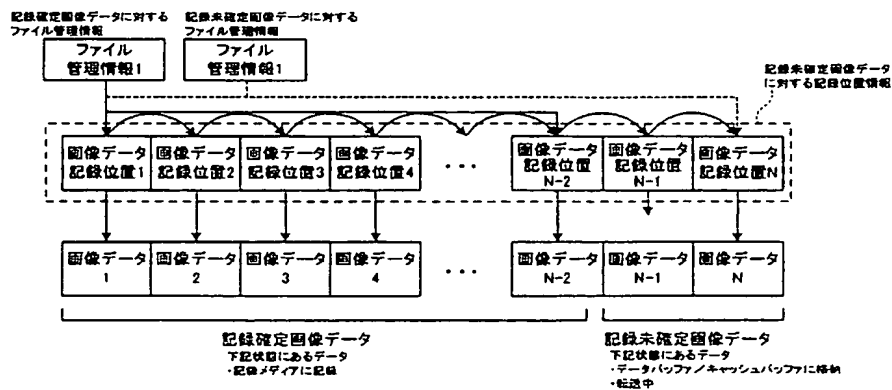 記録確定画像データに対する
ファイル管理情報
記録未確定画像データに対する
ファイル管理情報
ファイル
管理情報1
ファイル
管理情報1
記録未確定画像データ
に対する記録位置情報
画像データ
記録位置1
画像データ
記録位置2
画像データ
記録位置3
画像データ
記録位置4
・・・
画像データ
記録位置
N-2
画像データ
記録位置
N-1
画像データ
記録位置N
画像データ
1
画像データ
2
画像データ
3
画像データ
4
・・・
画像データ
N-2
画像データ
N-1
画像データ
N
記録確定画像データ
下記状態にあるデータ
・記録メディアに記録
記録未確定画像データ
下記状態にあるデータ
・データバッファ/キャッシュバッファに格納
・転送中